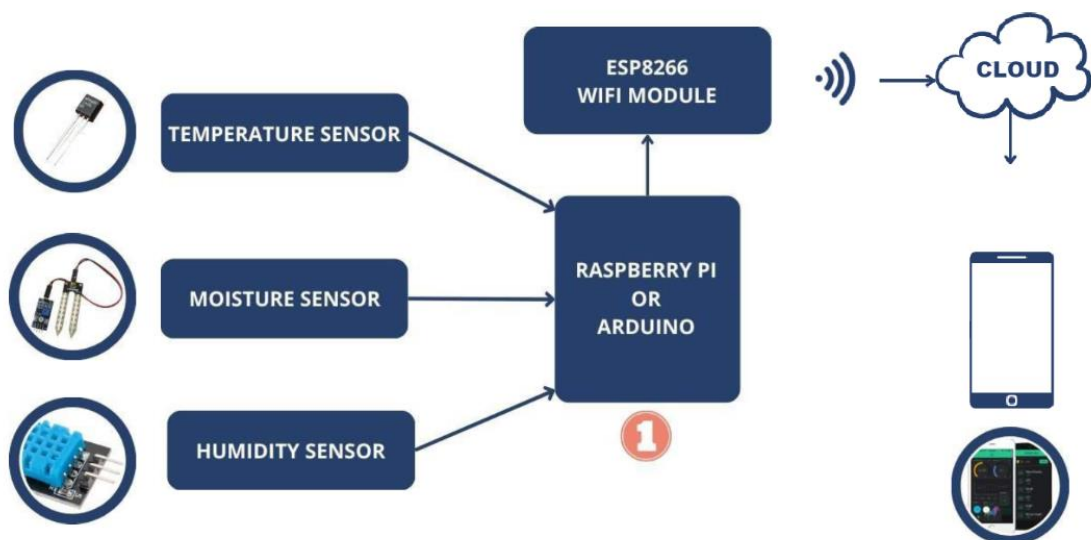 ESP8266
WIFI MODULE
CLOUD
TEMPERATURE SENSOR
MOISTURE SENSOR
RASPBERRY PI
OR
ARDUINO
HUMIDITY SENSOR
1